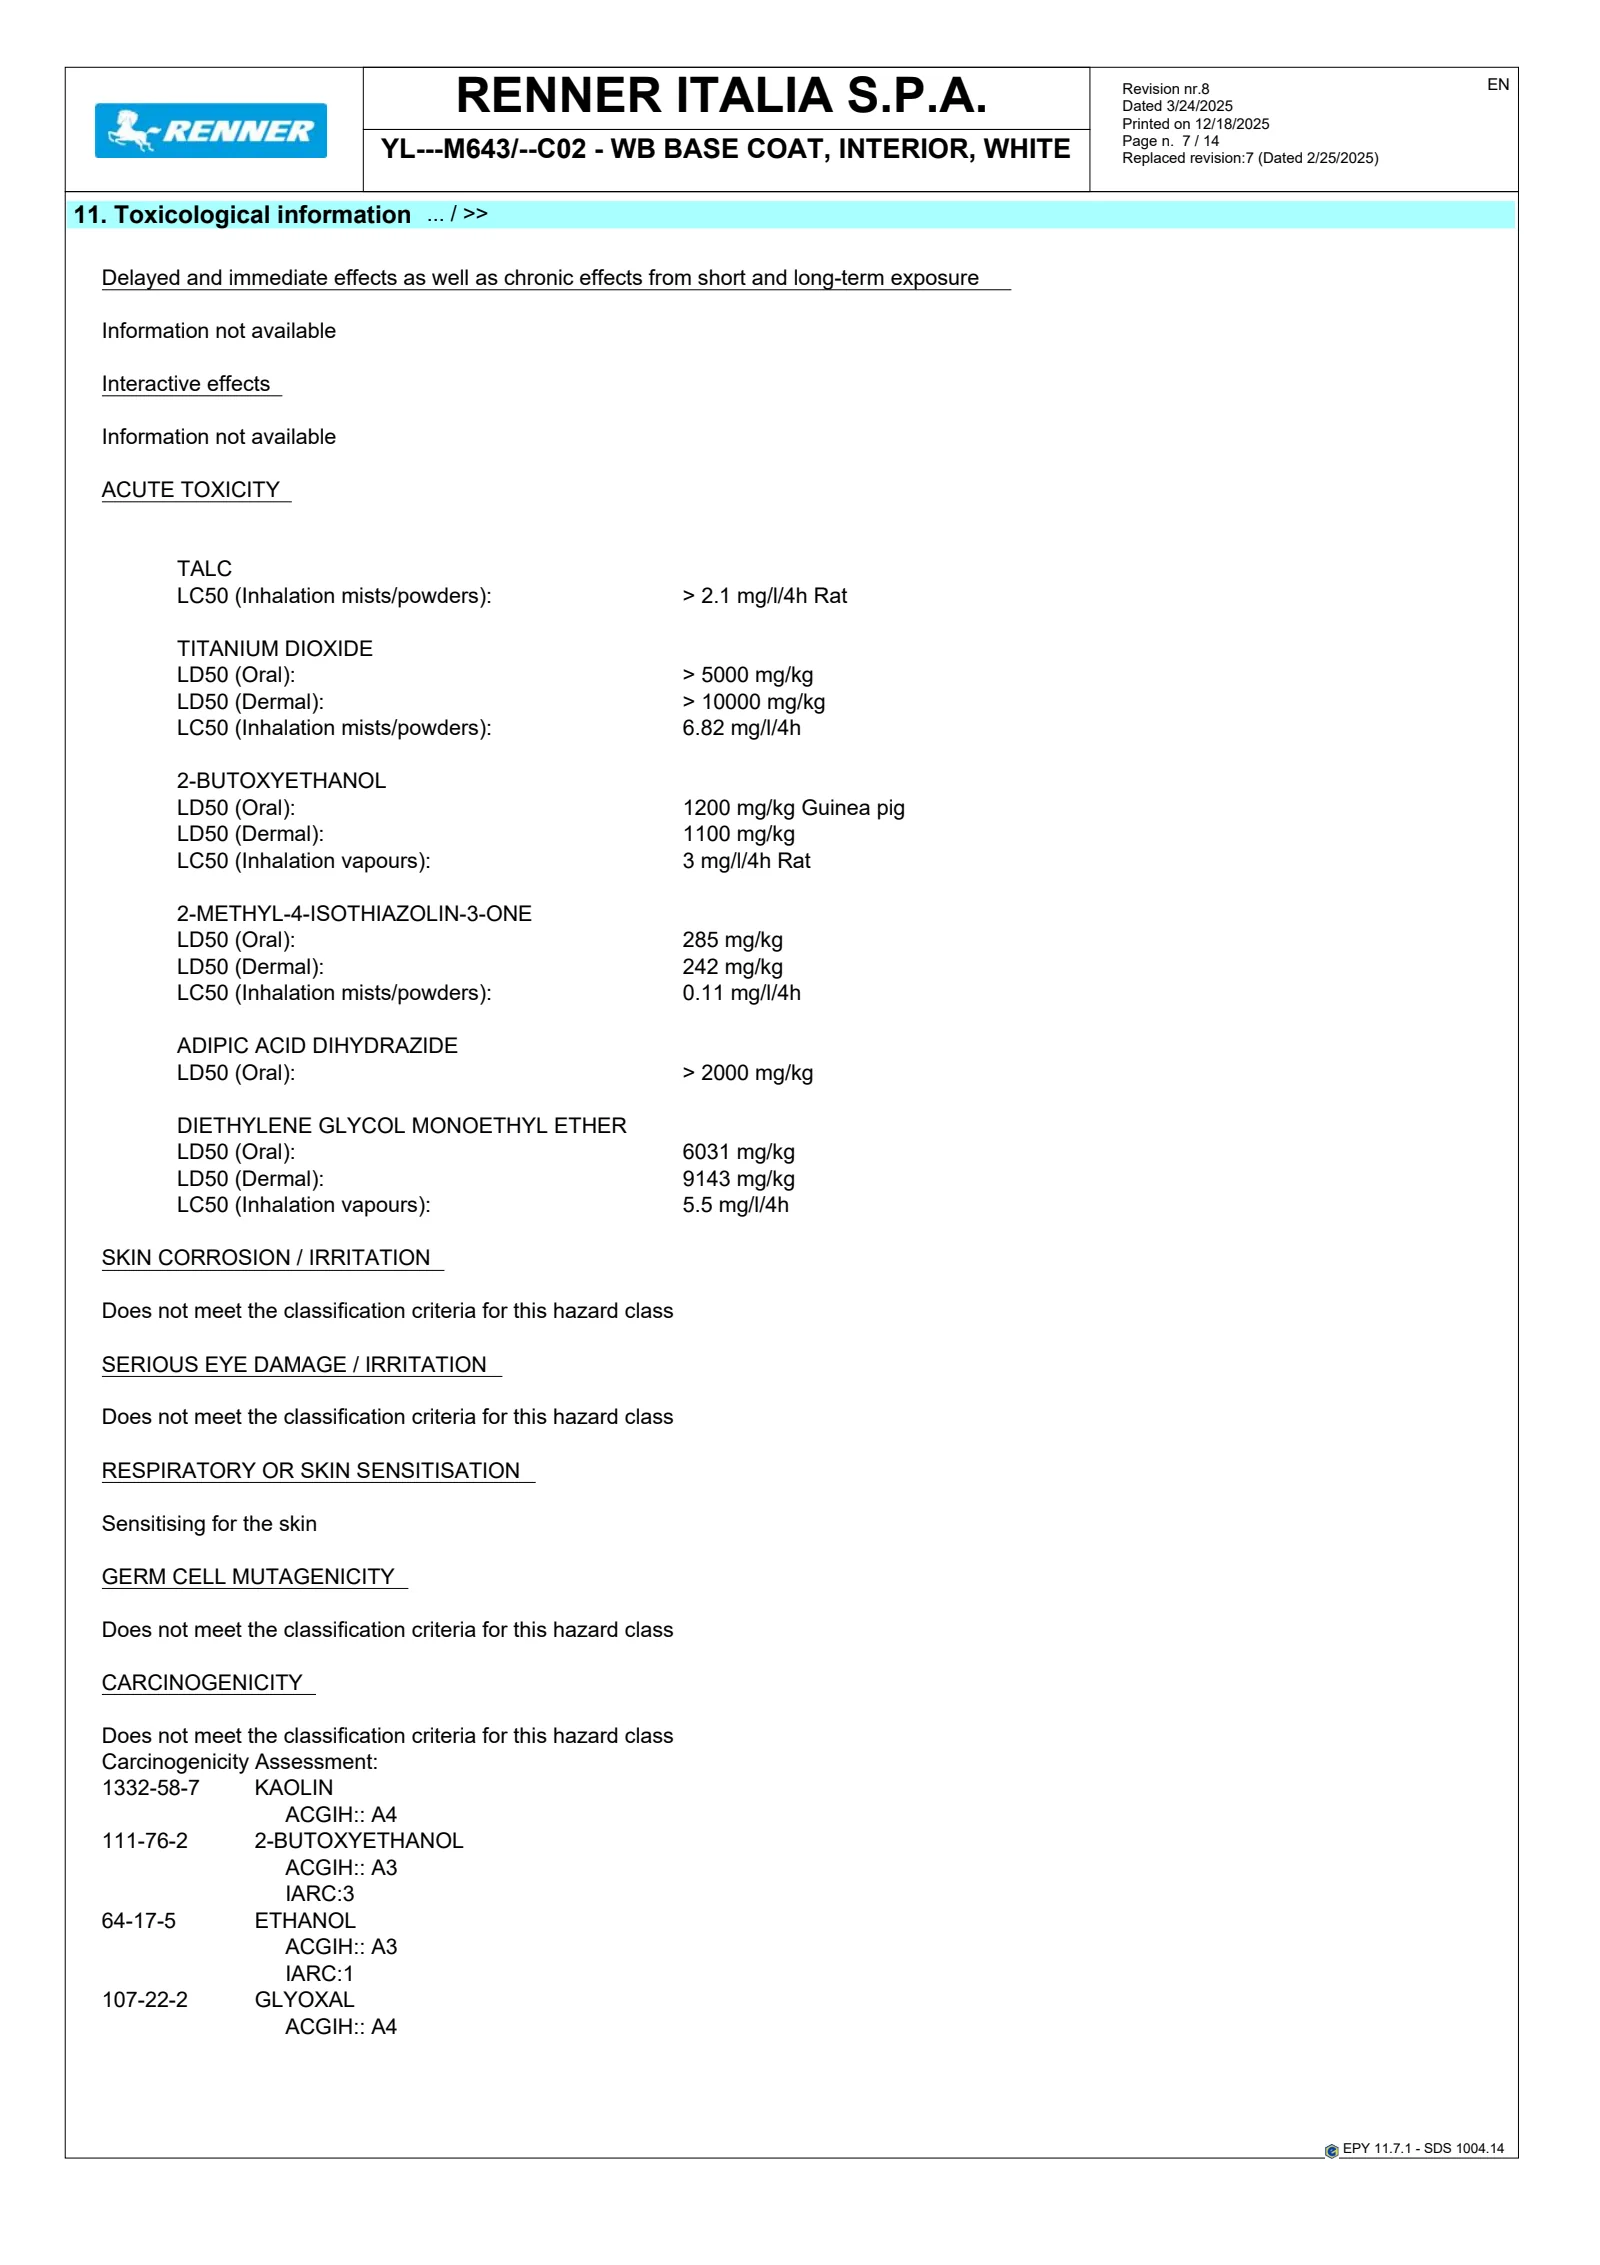 RENNER
RENNER ITALIA S.P.A.
YL---M643/--C02 - WB BASE COAT, INTERIOR, WHITE
Revision nr.8
Dated 3/24/2025
Printed on 12/18/2025
Page n. 7 / 14
Replaced revision:7 (Dated 2/25/2025)
EN
11. Toxicological information ... / >>
Delayed and immediate effects as well as chronic effects from short and long-term exposure
Information not available
Interactive effects
Information not available
ACUTE TOXICITY
TALC
LC50 (Inhalation mists/powders): > 2.1 mg/l/4h Rat
TITANIUM DIOXIDE
LD50 (Oral): > 5000 mg/kg
LD50 (Dermal): > 10000 mg/kg
LC50 (Inhalation mists/powders): 6.82 mg/l/4h
2-BUTOXYETHANOL
LD50 (Oral): 1200 mg/kg Guinea pig
LD50 (Dermal): 1100 mg/kg
LC50 (Inhalation vapours): 3 mg/l/4h Rat
2-METHYL-4-ISOTHIAZOLIN-3-ONE
LD50 (Oral): 285 mg/kg
LD50 (Dermal): 242 mg/kg
LC50 (Inhalation mists/powders): 0.11 mg/l/4h
ADIPIC ACID DIHYDRAZIDE
LD50 (Oral): > 2000 mg/kg
DIETHYLENE GLYCOL MONOETHYL ETHER
LD50 (Oral): 6031 mg/kg
LD50 (Dermal): 9143 mg/kg
LC50 (Inhalation vapours): 5.5 mg/l/4h
SKIN CORROSION / IRRITATION
Does not meet the classification criteria for this hazard class
SERIOUS EYE DAMAGE / IRRITATION
Does not meet the classification criteria for this hazard class
RESPIRATORY OR SKIN SENSITISATION
Sensitising for the skin
GERM CELL MUTAGENICITY
Does not meet the classification criteria for this hazard class
CARCINOGENICITY
Does not meet the classification criteria for this hazard class
Carcinogenicity Assessment:
1332-58-7 KAOLIN
ACGIH:: A4
111-76-2 2-BUTOXYETHANOL
ACGIH:: A3
IARC:3
64-17-5 ETHANOL
ACGIH:: A3
IARC:1
107-22-2 GLYOXAL
ACGIH:: A4
EPY 11.7.1 - SDS 1004.14